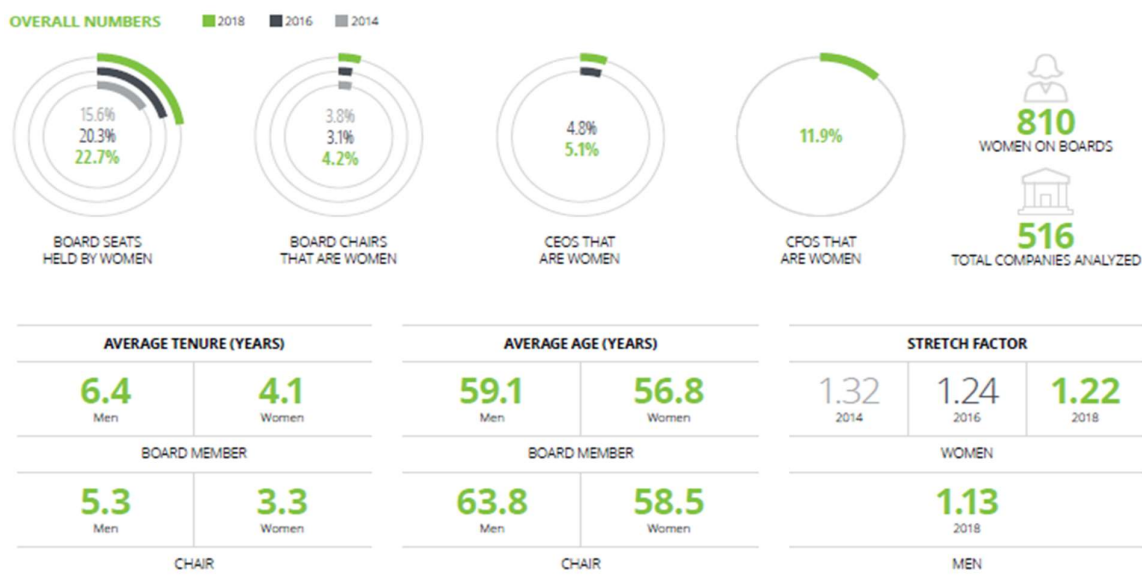 OVERALL NUMBERS 2018 2016 2014
15.6%
20.3%
22.7%
BOARD SEATS
HELD BY WOMEN
3.8%
3.1%
4.2%
BOARD CHAIRS
THAT ARE WOMEN
4.8%
5.1%
CEOS THAT
ARE WOMEN
11.9%
CFOS THAT
ARE WOMEN
810
WOMEN ON BOARDS
516
TOTAL COMPANIES ANALYZED
AVERAGE TENURE (YEARS)
6.4 4.1
Men Women
BOARD MEMBER
5.3 3.3
Men Women
CHAIR
AVERAGE AGE (YEARS)
59.1 56.8
Men Women
BOARD MEMBER
63.8 58.5
Men Women
CHAIR
STRETCH FACTOR
1.32 1.24 1.22
2014 2016 2018
WOMEN
1.13
2018
MEN